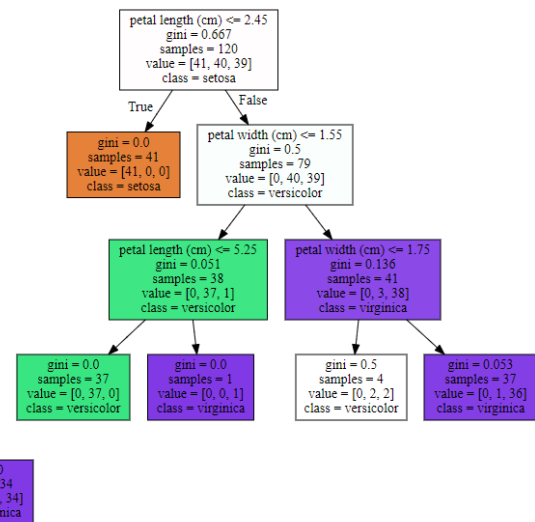 petal length (cm) <= 2.45
gini = 0.667
samples = 120
value = [41, 40, 39]
class = setosa
True
False
gini = 0.0
samples = 41
value = [41, 0, 0]
class = setosa
petal width (cm) <= 1.55
gini = 0.5
samples = 79
value = [0, 40, 39]
class = versicolor
petal length (cm) <= 5.25
gini = 0.051
samples = 38
value = [0, 37, 1]
class = versicolor
petal width (cm) <= 1.75
gini = 0.136
samples = 41
value = [0, 3, 38]
class = virginica
gini = 0.0
samples = 37
value = [0, 37, 0]
class = versicolor
gini = 0.0
samples = 1
value = [0, 0, 1]
class = virginica
gini = 0.5
samples = 4
value = [0, 2, 2]
class = versicolor
gini = 0.053
samples = 37
value = [0, 1, 36]
class = virginica
0
34
, 34]
nica